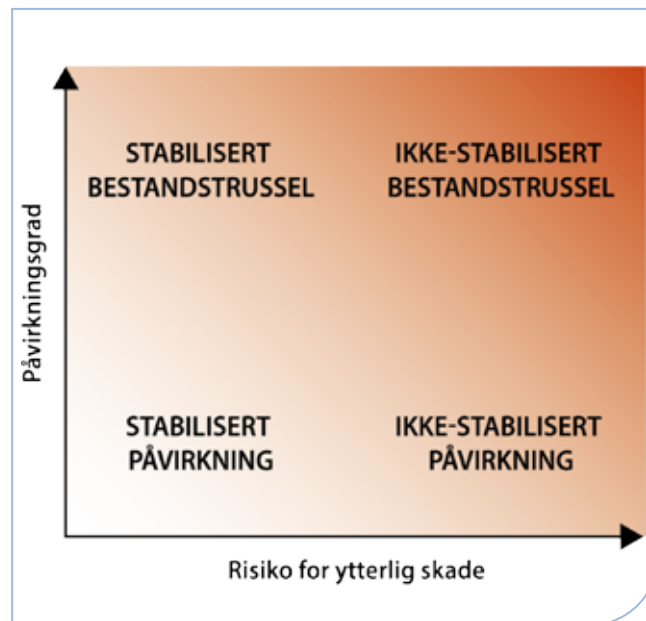 STABILISERT
BESTANDSTRUSSEL
IKKE-STABILISERT
BESTANDSTRUSSEL
Påvirkningsgrad
STABILISERT
PÅVIRKNING
IKKE-STABILISERT
PÅVIRKNING
Risiko for ytterlig skade